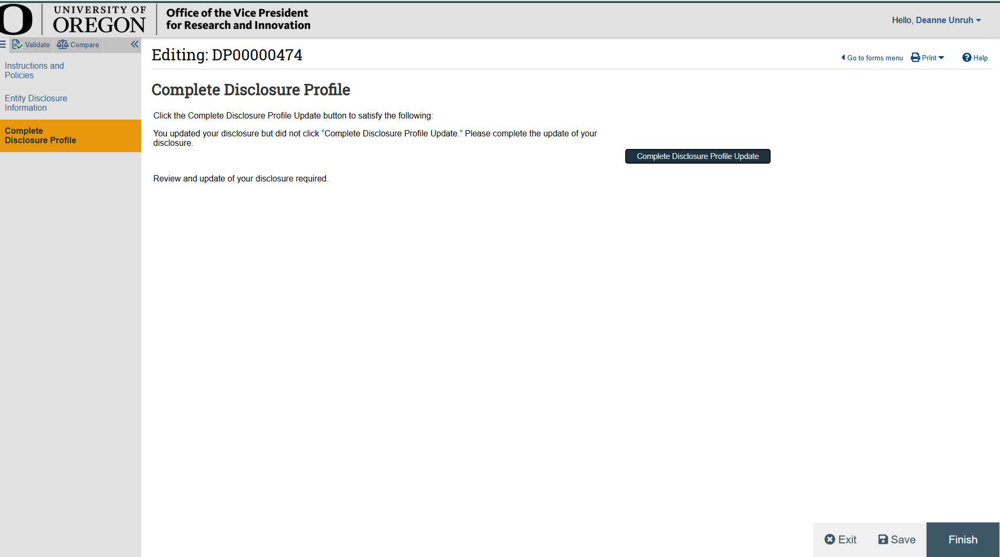 O
UNIVERSITY OF
OREGON
Office of the Vice President
for Research and Innovation
Hello, Deanne Unruh
Validate
Compare
Instructions and
Policies
Entity Disclosure
Information
Complete
Disclosure Profile
Editing: DP00000474
Go to forms menu
Print
Help
Complete Disclosure Profile
Click the Complete Disclosure Profile Update button to satisfy the following:
You updated your disclosure but did not click “Complete Disclosure Profile Update.” Please complete the update of your
disclosure.
Complete Disclosure Profile Update
Review and update of your disclosure required.
Exit
Save
Finish